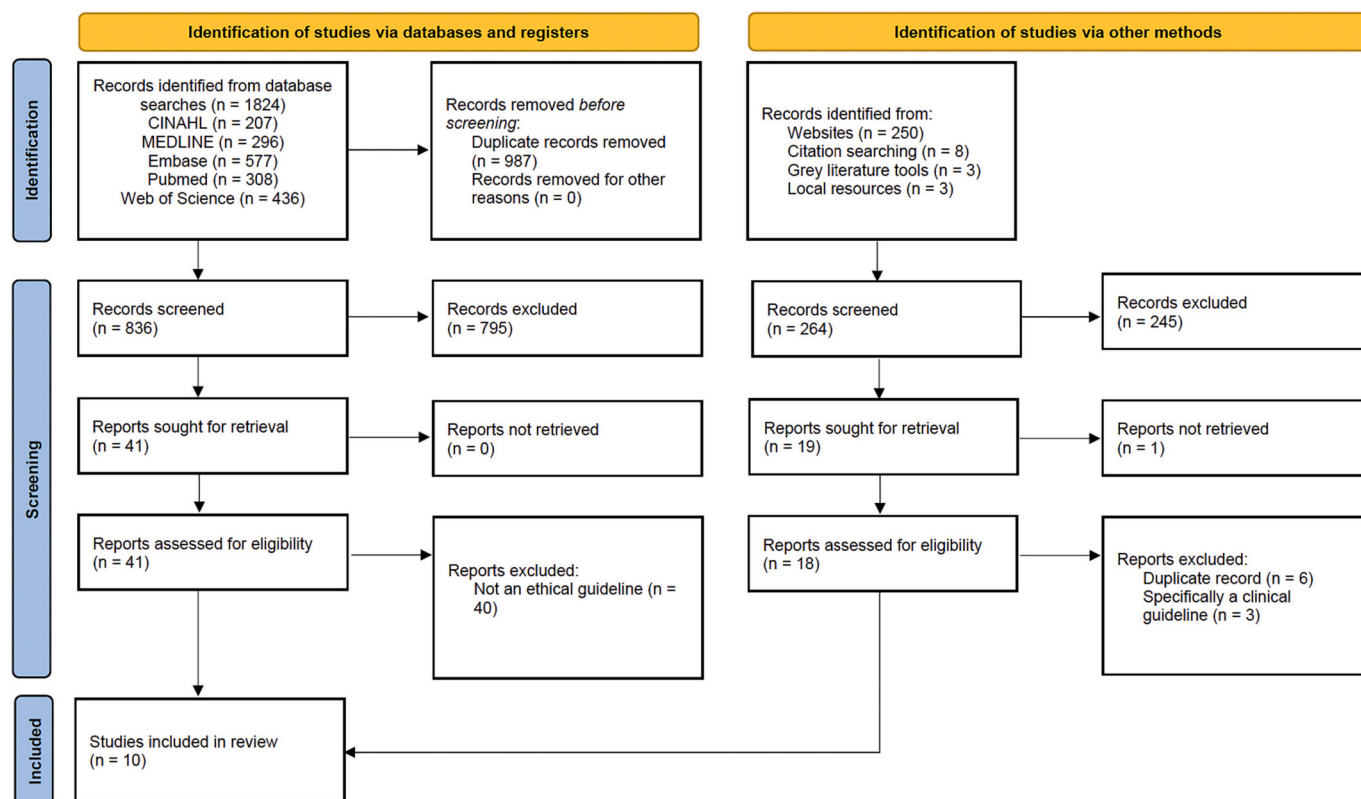 Identification of studies via databases and registers
Identification of studies via other methods
Identification
Records identified from database
searches (n = 1824)
CINAHL (n = 207)
MEDLINE (n = 296)
Embase (n = 577)
Pubmed (n = 308)
Web of Science (n = 436)
Records removed before
screening:
Duplicate records removed
(n = 987)
Records removed for other
reasons (n = 0)
Records identified from:
Websites (n = 250)
Citation searching (n = 8)
Grey literature tools (n = 3)
Local resources (n = 3)
Screening
Records screened
(n = 836)
Records excluded
(n = 795)
Records screened
(n = 264)
Records excluded
(n = 245)
Reports sought for retrieval
(n = 41)
Reports not retrieved
(n = 0)
Reports sought for retrieval
(n = 19)
Reports not retrieved
(n = 1)
Reports assessed for eligibility
(n = 41)
Reports excluded:
Not an ethical guideline (n =
40)
Reports assessed for eligibility
(n = 18)
Reports excluded:
Duplicate record (n = 6)
Specifically a clinical
guideline (n = 3)
Included
Studies included in review
(n = 10)